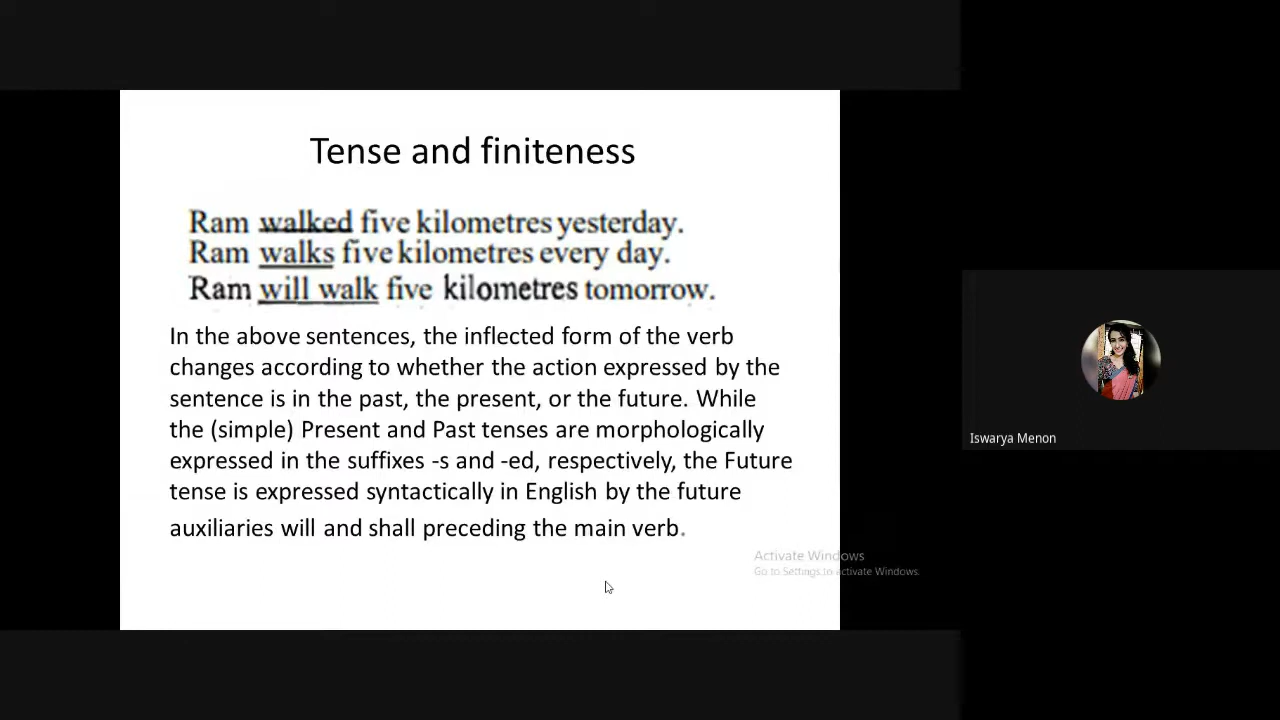 Tense and finiteness
Ram walked five kilometres yesterday.
Ram walks five kilometres every day.
Ram will walk five kilometres tomorrow.
In the above sentences, the inflected form of the verb
changes according to whether the action expressed by the
sentence is in the past, the present, or the future. While
the (simple) Present and Past tenses are morphologically
expressed in the suffixes -s and -ed, respectively, the Future
tense is expressed syntactically in English by the future
auxiliaries will and shall preceding the main verb.
Activate Windows
Go to Settings to activate Windows.
Iswarya Menon